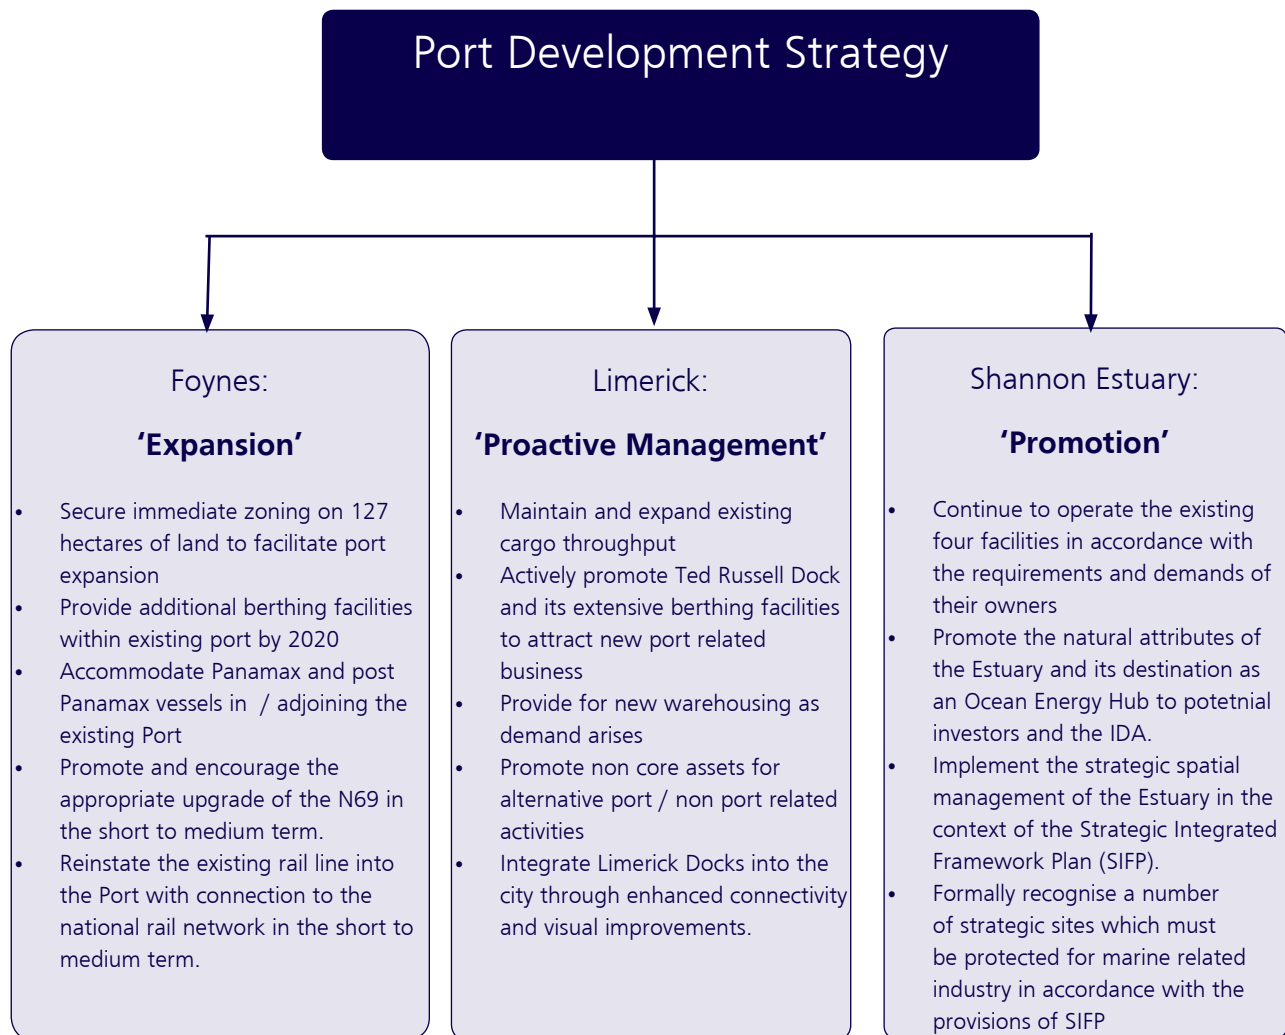 Port Development Strategy
Foynes:
‘Expansion’
• Secure immediate zoning on 127
hectares of land to facilitate port
expansion
• Provide additional berthing facilities
within existing port by 2020
• Accommodate Panamax and post
Panamax vessels in / adjoining the
existing Port
• Promote and encourage the
appropriate upgrade of the N69 in
the short to medium term.
• Reinstate the existing rail line into
the Port with connection to the
national rail network in the short to
medium term.
Limerick:
‘Proactive Management’
• Maintain and expand existing
cargo throughput
• Actively promote Ted Russell Dock
and its extensive berthing facilities
to attract new port related
business
• Provide for new warehousing as
demand arises
• Promote non core assets for
alternative port / non port related
activities
• Integrate Limerick Docks into the
city through enhanced connectivity
and visual improvements.
Shannon Estuary:
‘Promotion’
• Continue to operate the existing
four facilities in accordance with
the requirements and demands of
their owners
• Promote the natural attributes of
the Estuary and its destination as
an Ocean Energy Hub to potetnial
investors and the IDA.
• Implement the strategic spatial
management of the Estuary in the
context of the Strategic Integrated
Framework Plan (SIFP).
• Formally recognise a number
of strategic sites which must
be protected for marine related
industry in accordance with the
provisions of SIFP